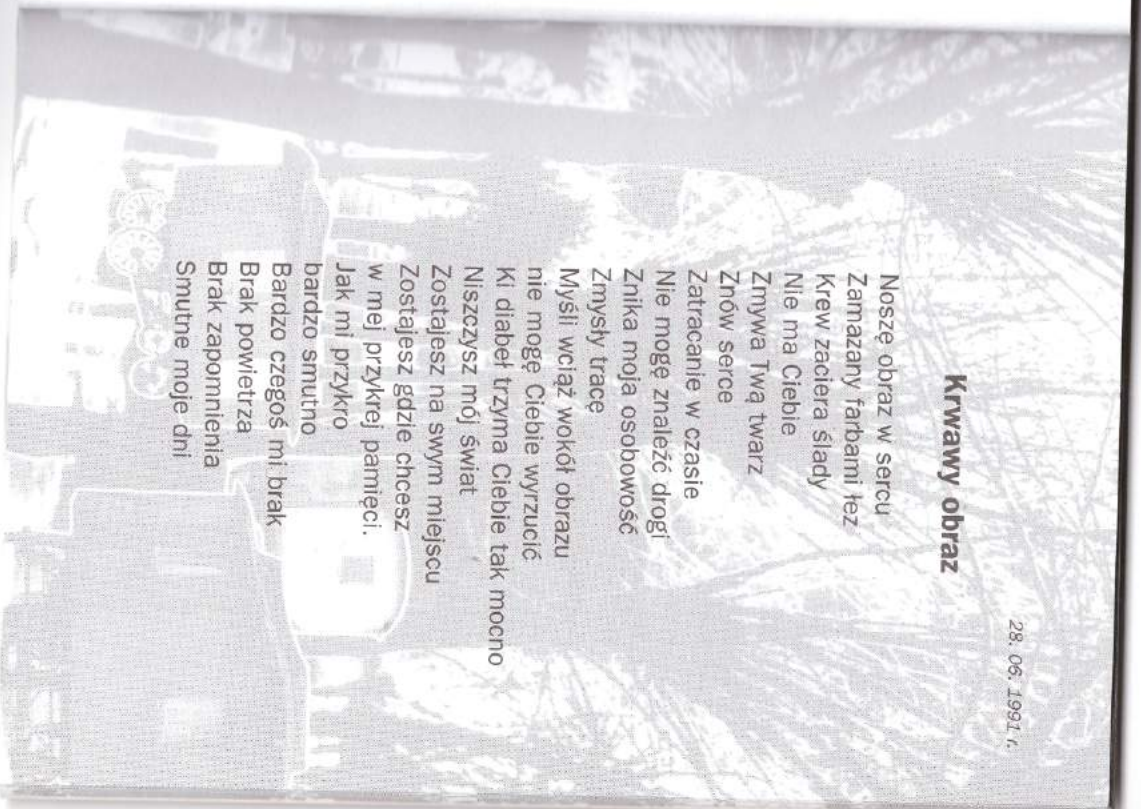 28. 06. 1991 r.
Krwawy obraz
Noszę obraz w sercu
Zamazany farbami łez
Krew zaciera ślady
Nie ma Ciebie
Zmywa Twą twarz
Znów serce
Zatracanie w czasie
Nie mogę znaleźć drogi
Znika moja osobowość
Zmysły tracę
Myśli wciąż wokół obrazu
nie mogę Ciebie wyrzucić
Ki diabeł trzyma Ciebie tak mocno
Niszczysz mój świat
Zostajesz na swym miejscu
Zostajesz gdzie chcesz
w mej przykrej pamięci.
Jak mi przykro
bardzo smutno
Bardzo czegoś mi brak
Brak powietrza
Brak zapomnienia
Smutne moje dni